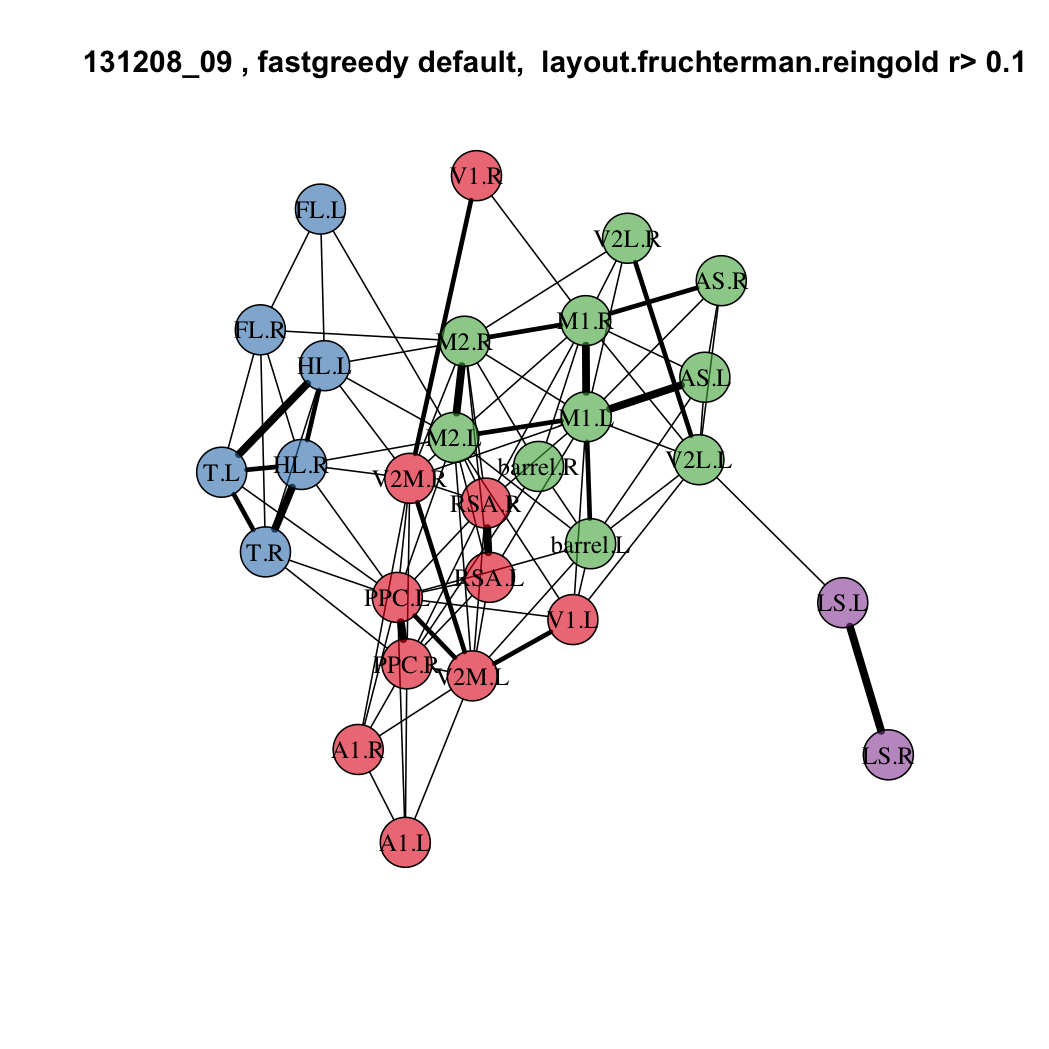 131208_09 , fastgreedy default,  layout.fruchterman.reingold r> 0.1
V1.R
FL.L
V2L.R
AS.R
FL.R
M1.R
M2.R
HL.L
AS.L
M1.L
M2.L
V2L.L
HL.R
barrel.R
T.L
V2M.R
RSA.R
barrel.L
T.R
RSA.L
PPC.L
LS.L
V1.L
PPC.R
V2M.L
A1.R
LS.R
A1.L